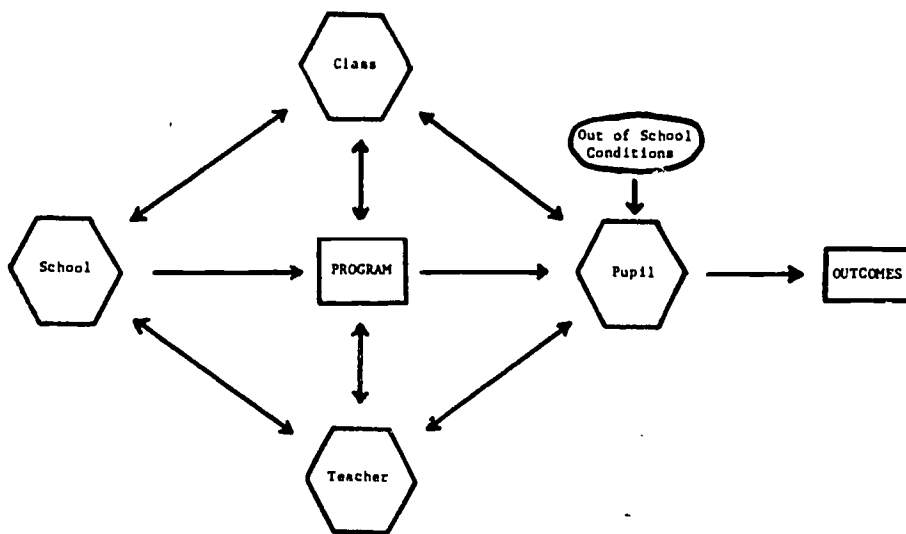 Class
Out of School
Conditions
School
PROGRAM
Pupil
OUTCOMES
Teacher